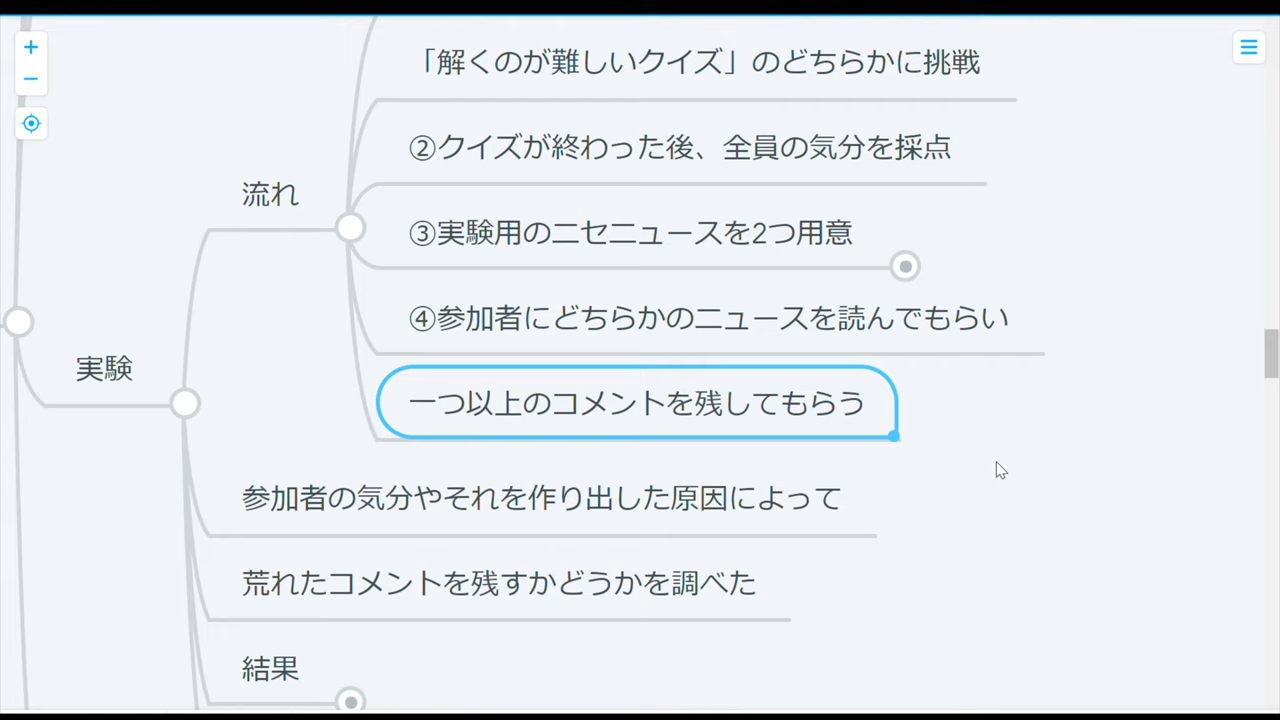 「解くのが難しいクイズ」のどちらかに挑戦
②クイズが終わった後、全員の気分を採点
流れ
③実験用のニセニュースを2つ用意
④参加者にどちらかのニュースを読んでもらい
実験
一つ以上のコメントを残してもらう
参加者の気分やそれを作り出した原因によって
荒れたコメントを残すかどうかを調べた
結果